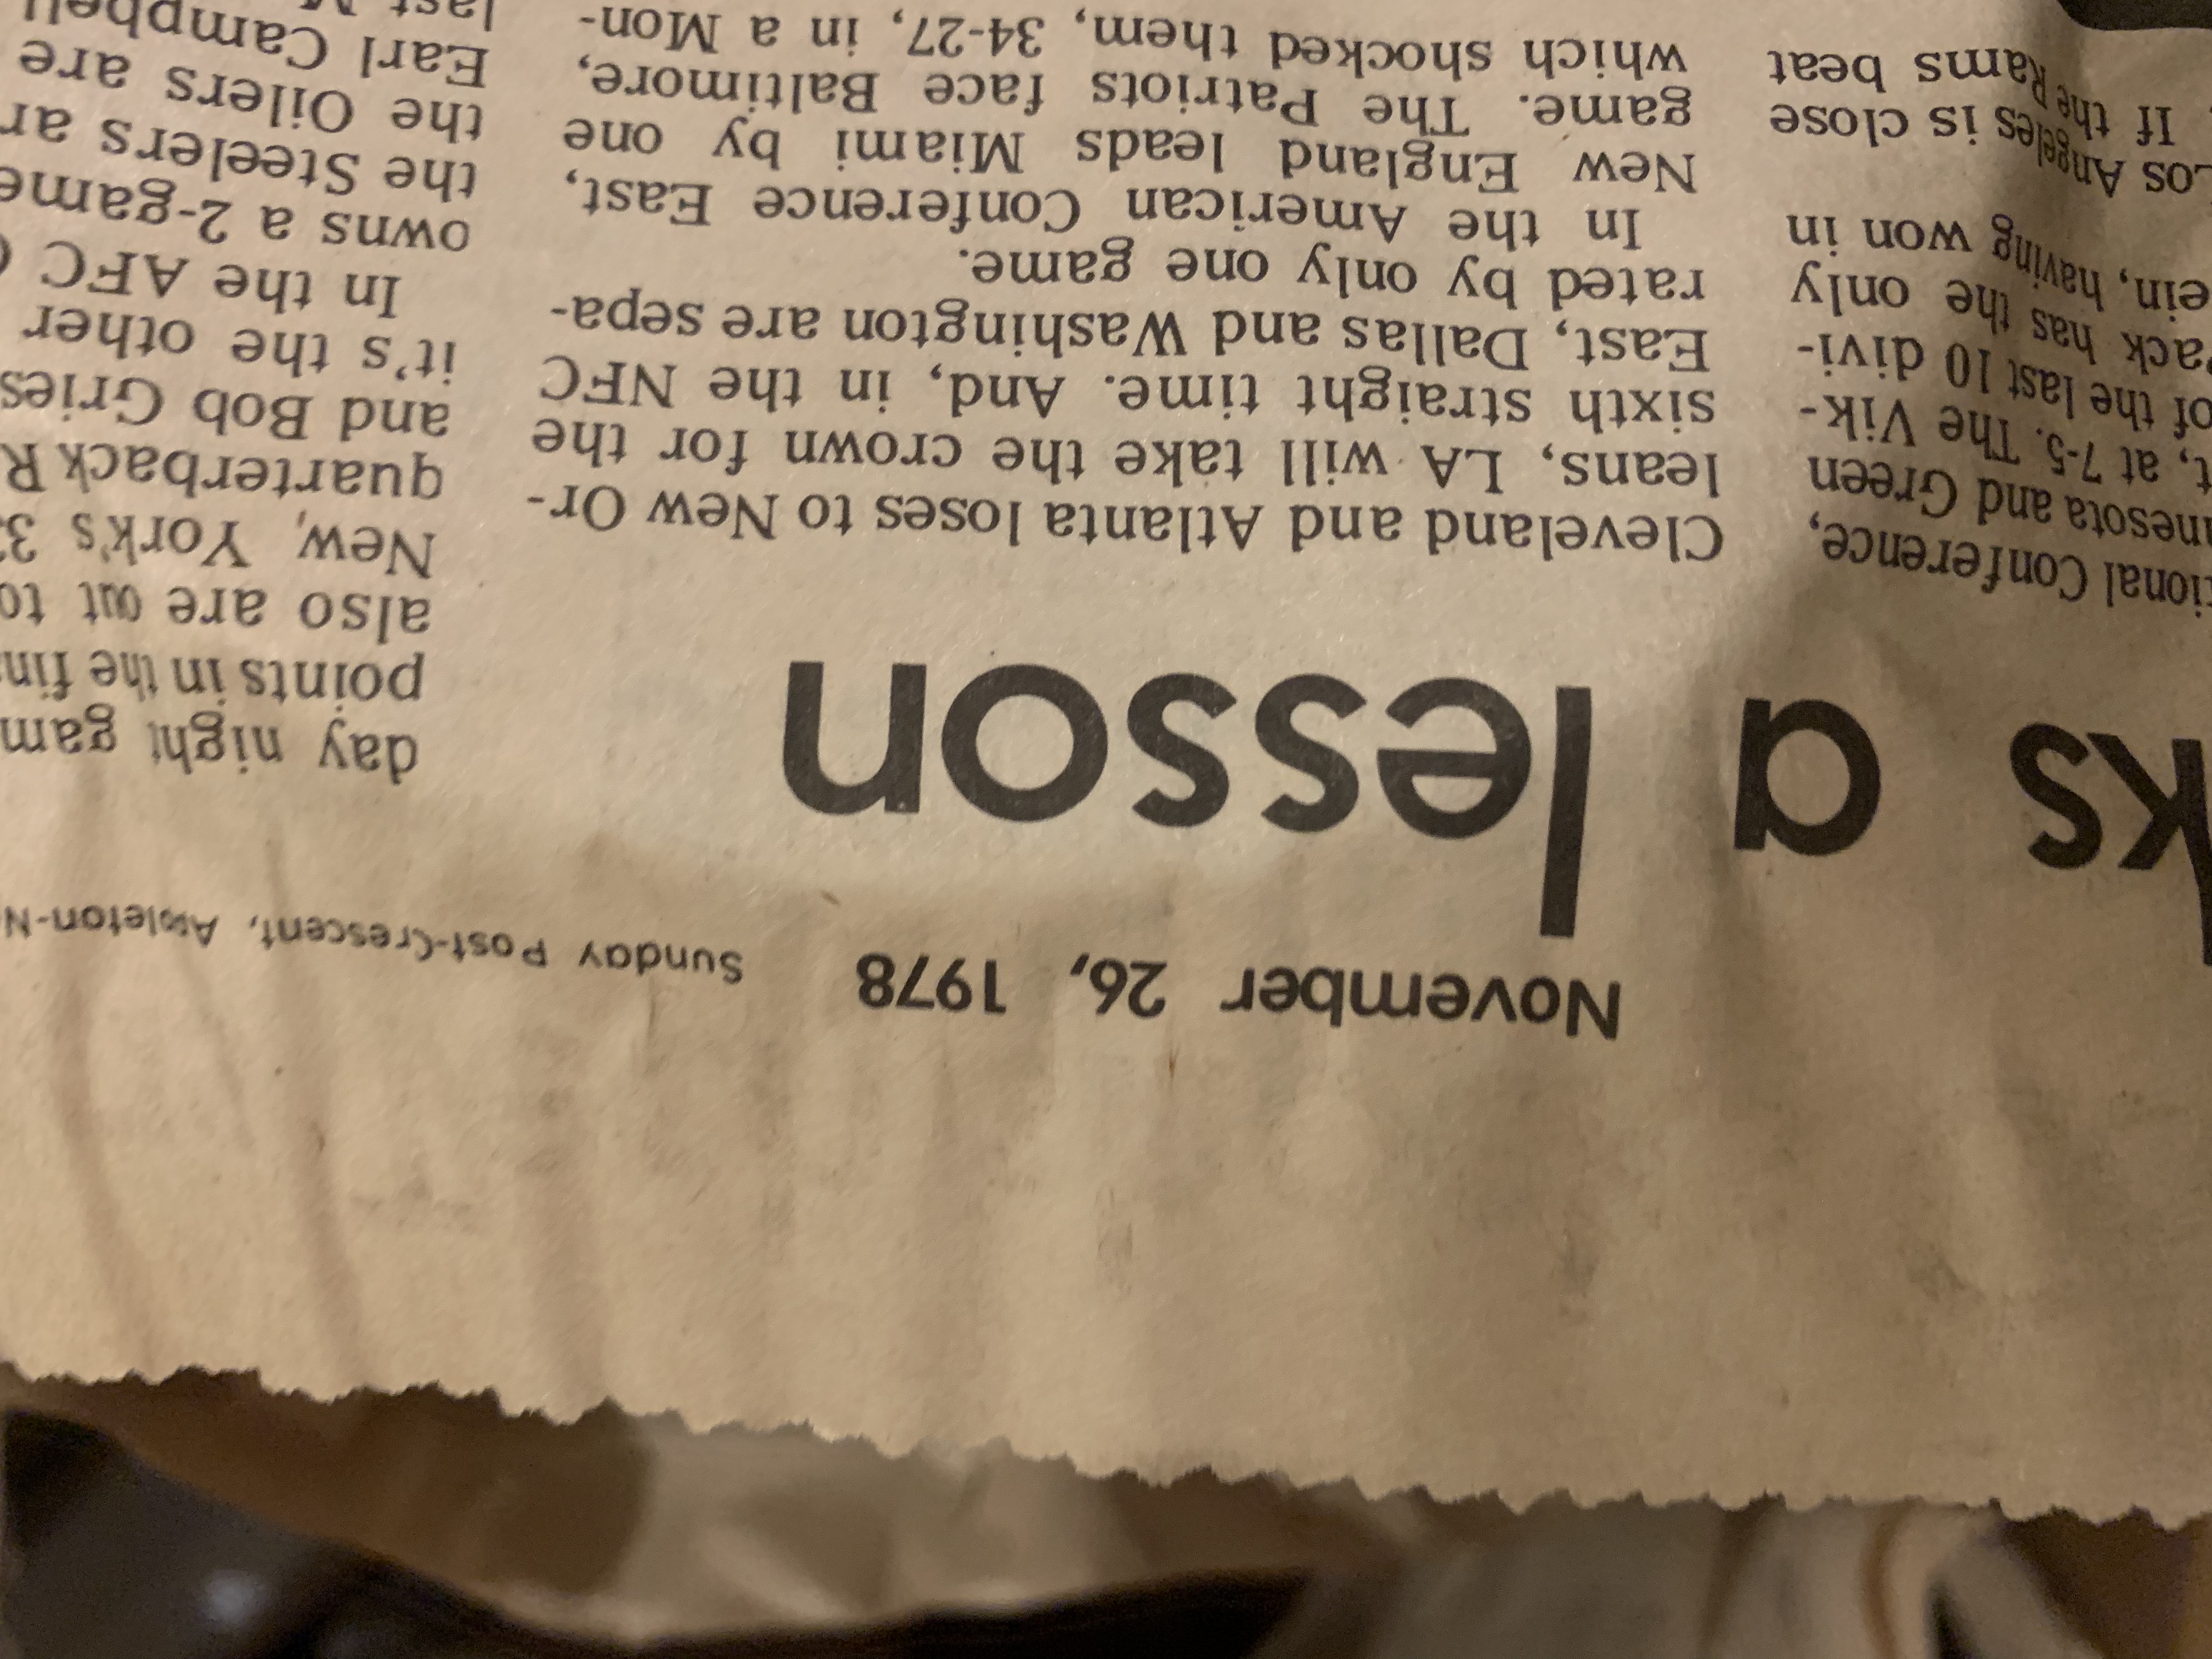 November 26, 1978
Sunday Post-Crescent, Appleton-N
ks a lesson
tional Conference,
nesota and Green
t, at 7-5. The Vik-
of the last 10 divi-
Pack has the only
ein, having won in
Los Angeles is close
If the Rams beat
Cleveland and Atlanta loses to New Or-
leans, LA will take the crown for the
sixth straight time. And, in the NFC
East, Dallas and Washington are sepa-
rated by only one game.
In the American Conference East,
New England leads Miami by one
game. The Patriots face Baltimore,
which shocked them, 34-27, in a Mon-
day night gam
points in the fin
also are out to
New, York's 3
quarterback R
and Bob Gries
it's the other
In the AFC
owns a 2-game
the Steelers ar
the Oilers are
Earl Campbell
last M